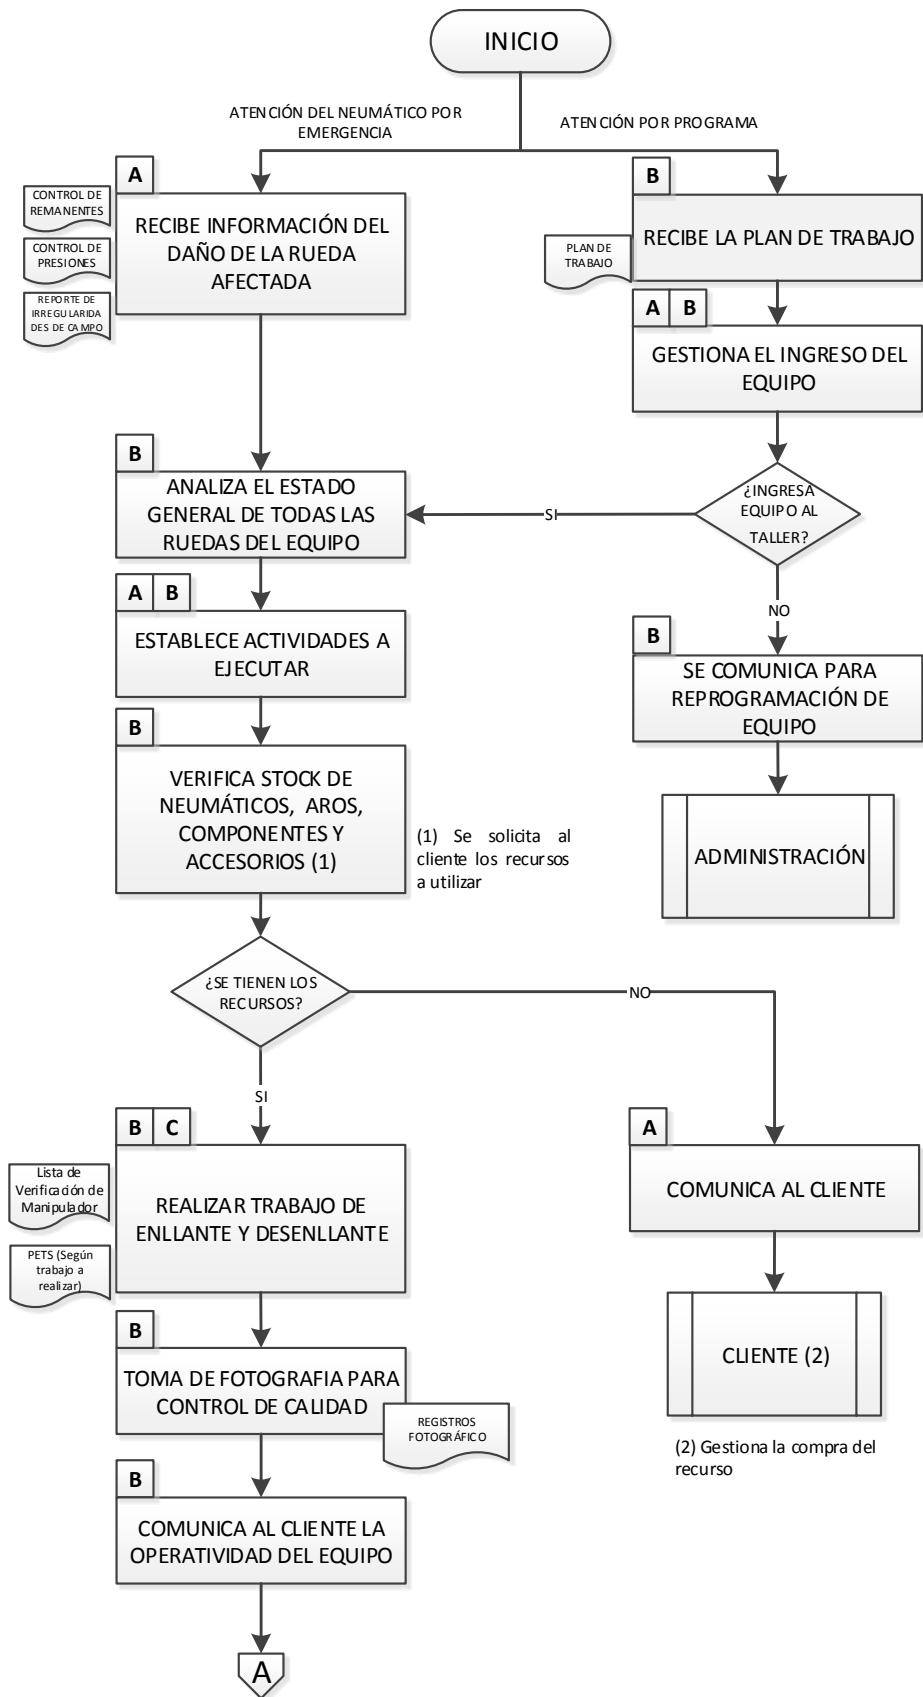 INICIO
ATENCIÓN DEL NEUMÁTICO POR
EMERGENCIA
ATENCIÓN POR PROGRAMA
A
CONTROL DE
REMANENTES
CONTROL DE
PRESIONES
REPORTE DE
IRREGULARIDA
DES DE CAMPO
RECIBE INFORMACIÓN DEL
DAÑO DE LA RUEDA
AFECTADA
B
PLAN DE
TRABAJO
RECIBE LA PLAN DE TRABAJO
A B
GESTIONA EL INGRESO DEL
EQUIPO
¿INGRESA
EQUIPO AL
TALLER?
SI
NO
B
ANALIZA EL ESTADO
GENERAL DE TODAS LAS
RUEDAS DEL EQUIPO
A B
ESTABLECE ACTIVIDADES A
EJECUTAR
B
SE COMUNICA PARA
REPROGRAMACIÓN DE
EQUIPO
ADMINISTRACIÓN
B
VERIFICA STOCK DE
NEUMÁTICOS, AROS,
COMPONENTES Y
ACCESORIOS (1)
(1) Se solicita al
cliente los recursos
a utilizar
¿SE TIENEN LOS
RECURSOS?
NO
SI
B C
Lista de
Verificación de
Manipulador
PETS (Según
trabajo a
realizar)
REALIZAR TRABAJO DE
ENLLANTE Y DESENLLANTE
A
COMUNICA AL CLIENTE
CLIENTE (2)
(2) Gestiona la compra del
recurso
B
TOMA DE FOTOGRAFIA PARA
CONTROL DE CALIDAD
REGISTROS
FOTOGRÁFICO
B
COMUNICA AL CLIENTE LA
OPERATIVIDAD DEL EQUIPO
A